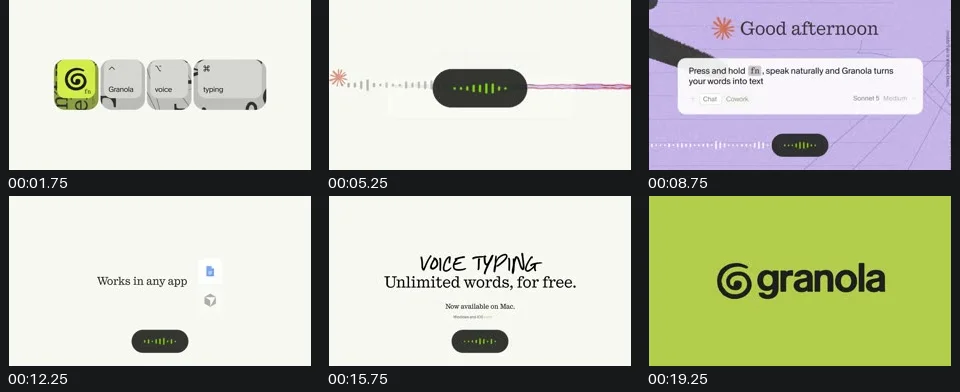 fn
^
Granola
⌥
voice
⌘
typing
00:01.75
00:05.25
Good afternoon
Press and hold fn, speak naturally and Granola turns
your words into text
Chat Cowork
Sonnet 5 Medium
00:08.75
Works in any app
00:12.25
VOICE TYPING
Unlimited words, for free.
Now available on Mac.
00:15.75
granola
00:19.25